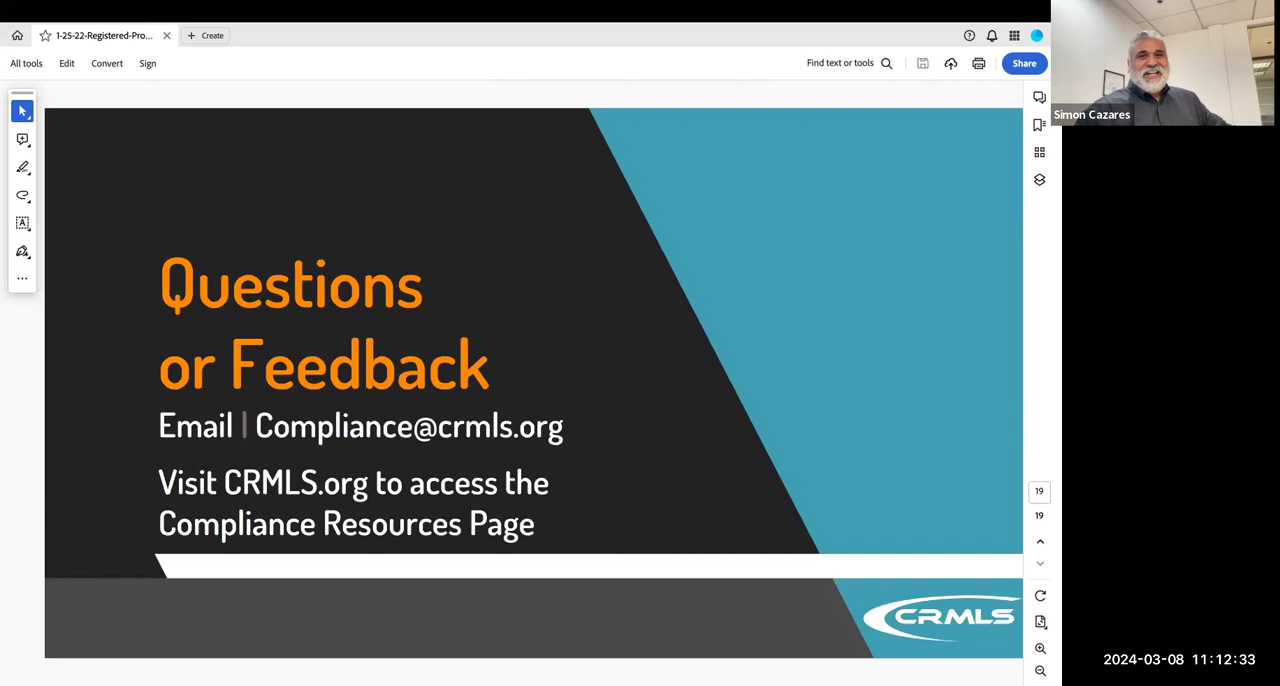 1-25-22-Registered-Pro...
Create
All tools
Edit
Convert
Sign
Find text or tools
Share
Simon Cazares
Questions
or Feedback
Email | Compliance@crmls.org
Visit CRMLS.org to access the
Compliance Resources Page
19
19
CRMLS
2024-03-08 11:12:33